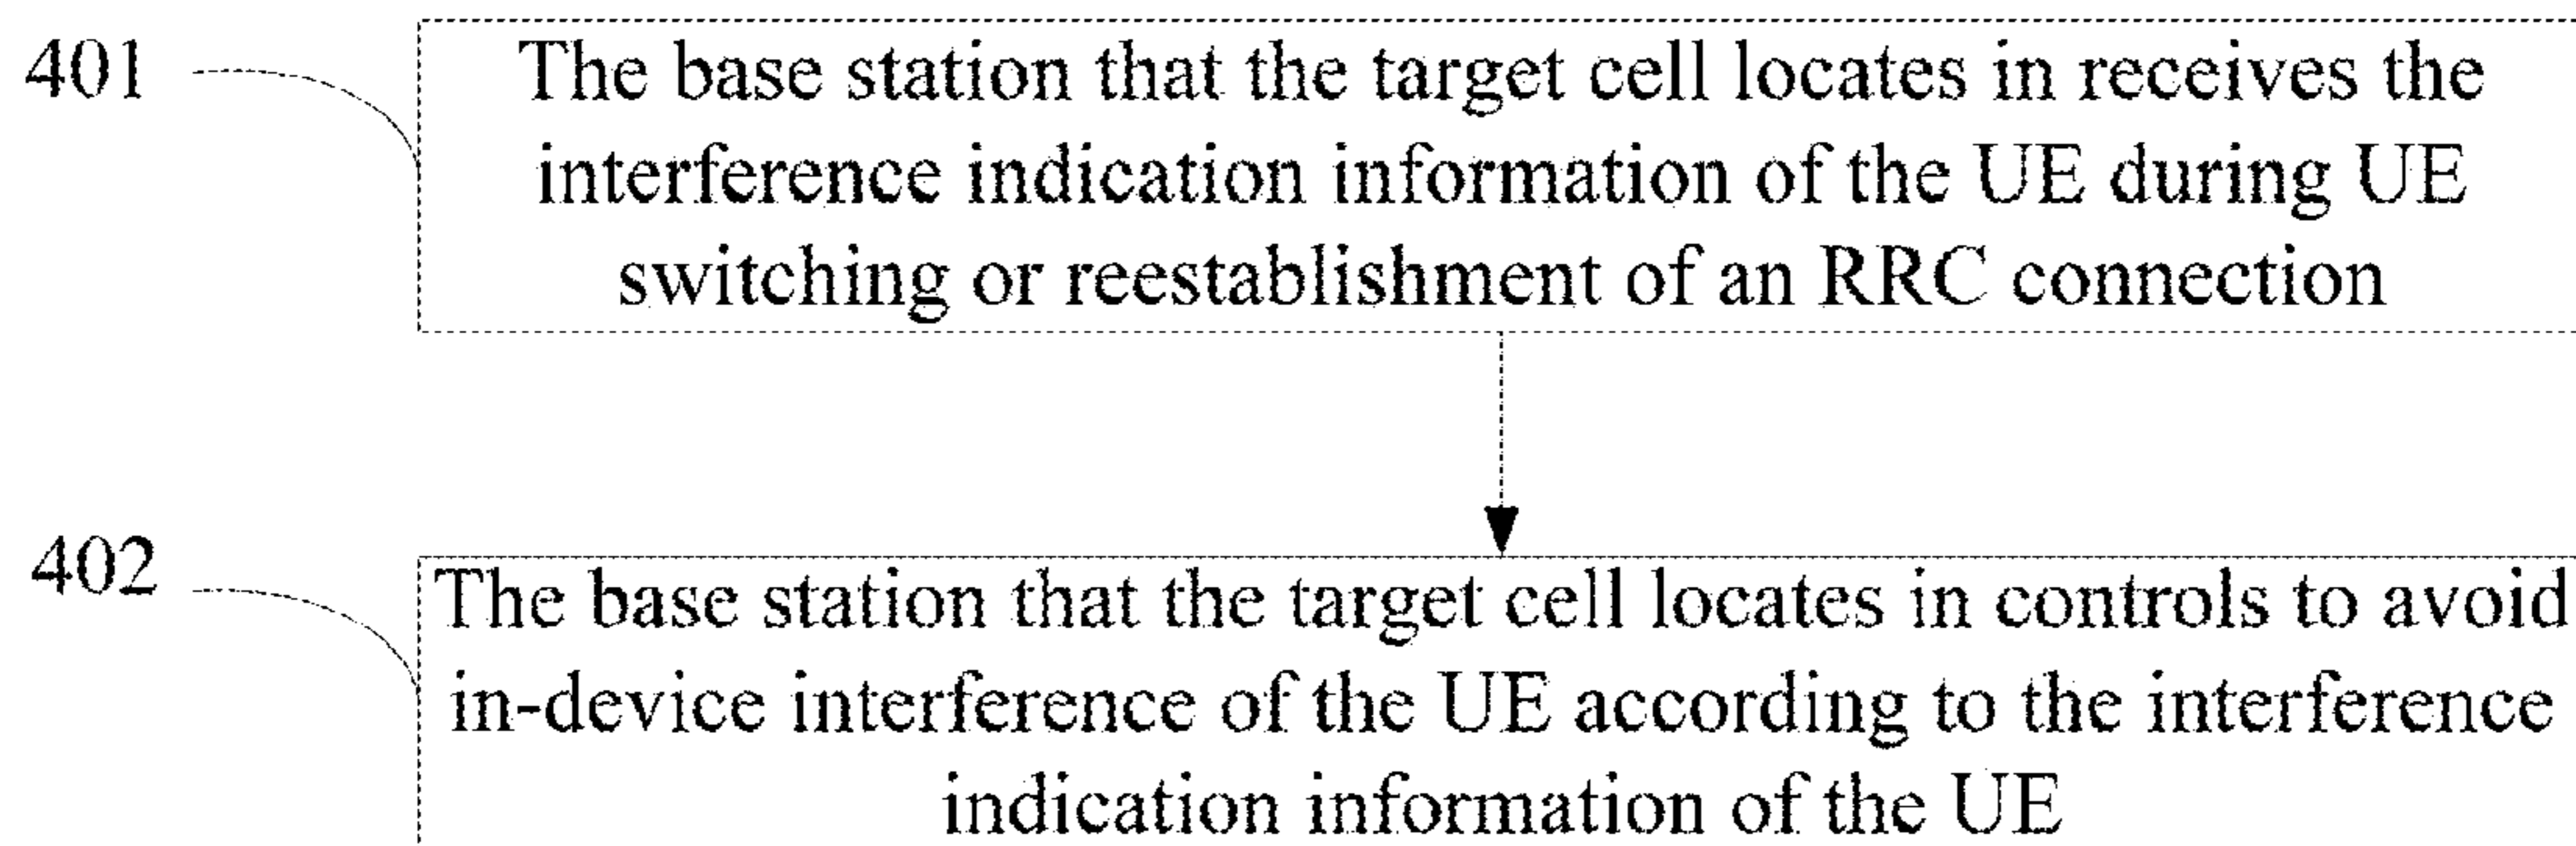 401
The base station that the target cell locates in receives the
interference indication information of the UE during UE
switching or reestablishment of an RRC connection
402
The base station that the target cell locates in controls to avoid
in-device interference of the UE according to the interference
indication information of the UE